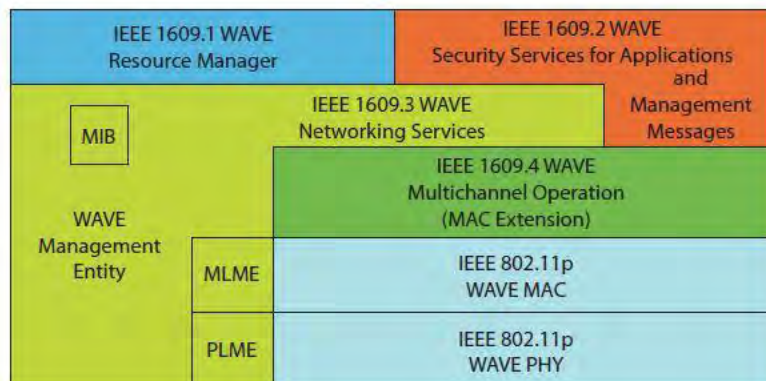 IEEE 1609.1 WAVE
Resource Manager
IEEE 1609.2 WAVE
Security Services for Applications
and
Management
Messages
IEEE 1609.3 WAVE
Networking Services
MIB
IEEE 1609.4 WAVE
Multichannel Operation
(MAC Extension)
WAVE
Management
Entity
MLME
IEEE 802.11p
WAVE MAC
PLME
IEEE 802.11p
WAVE PHY